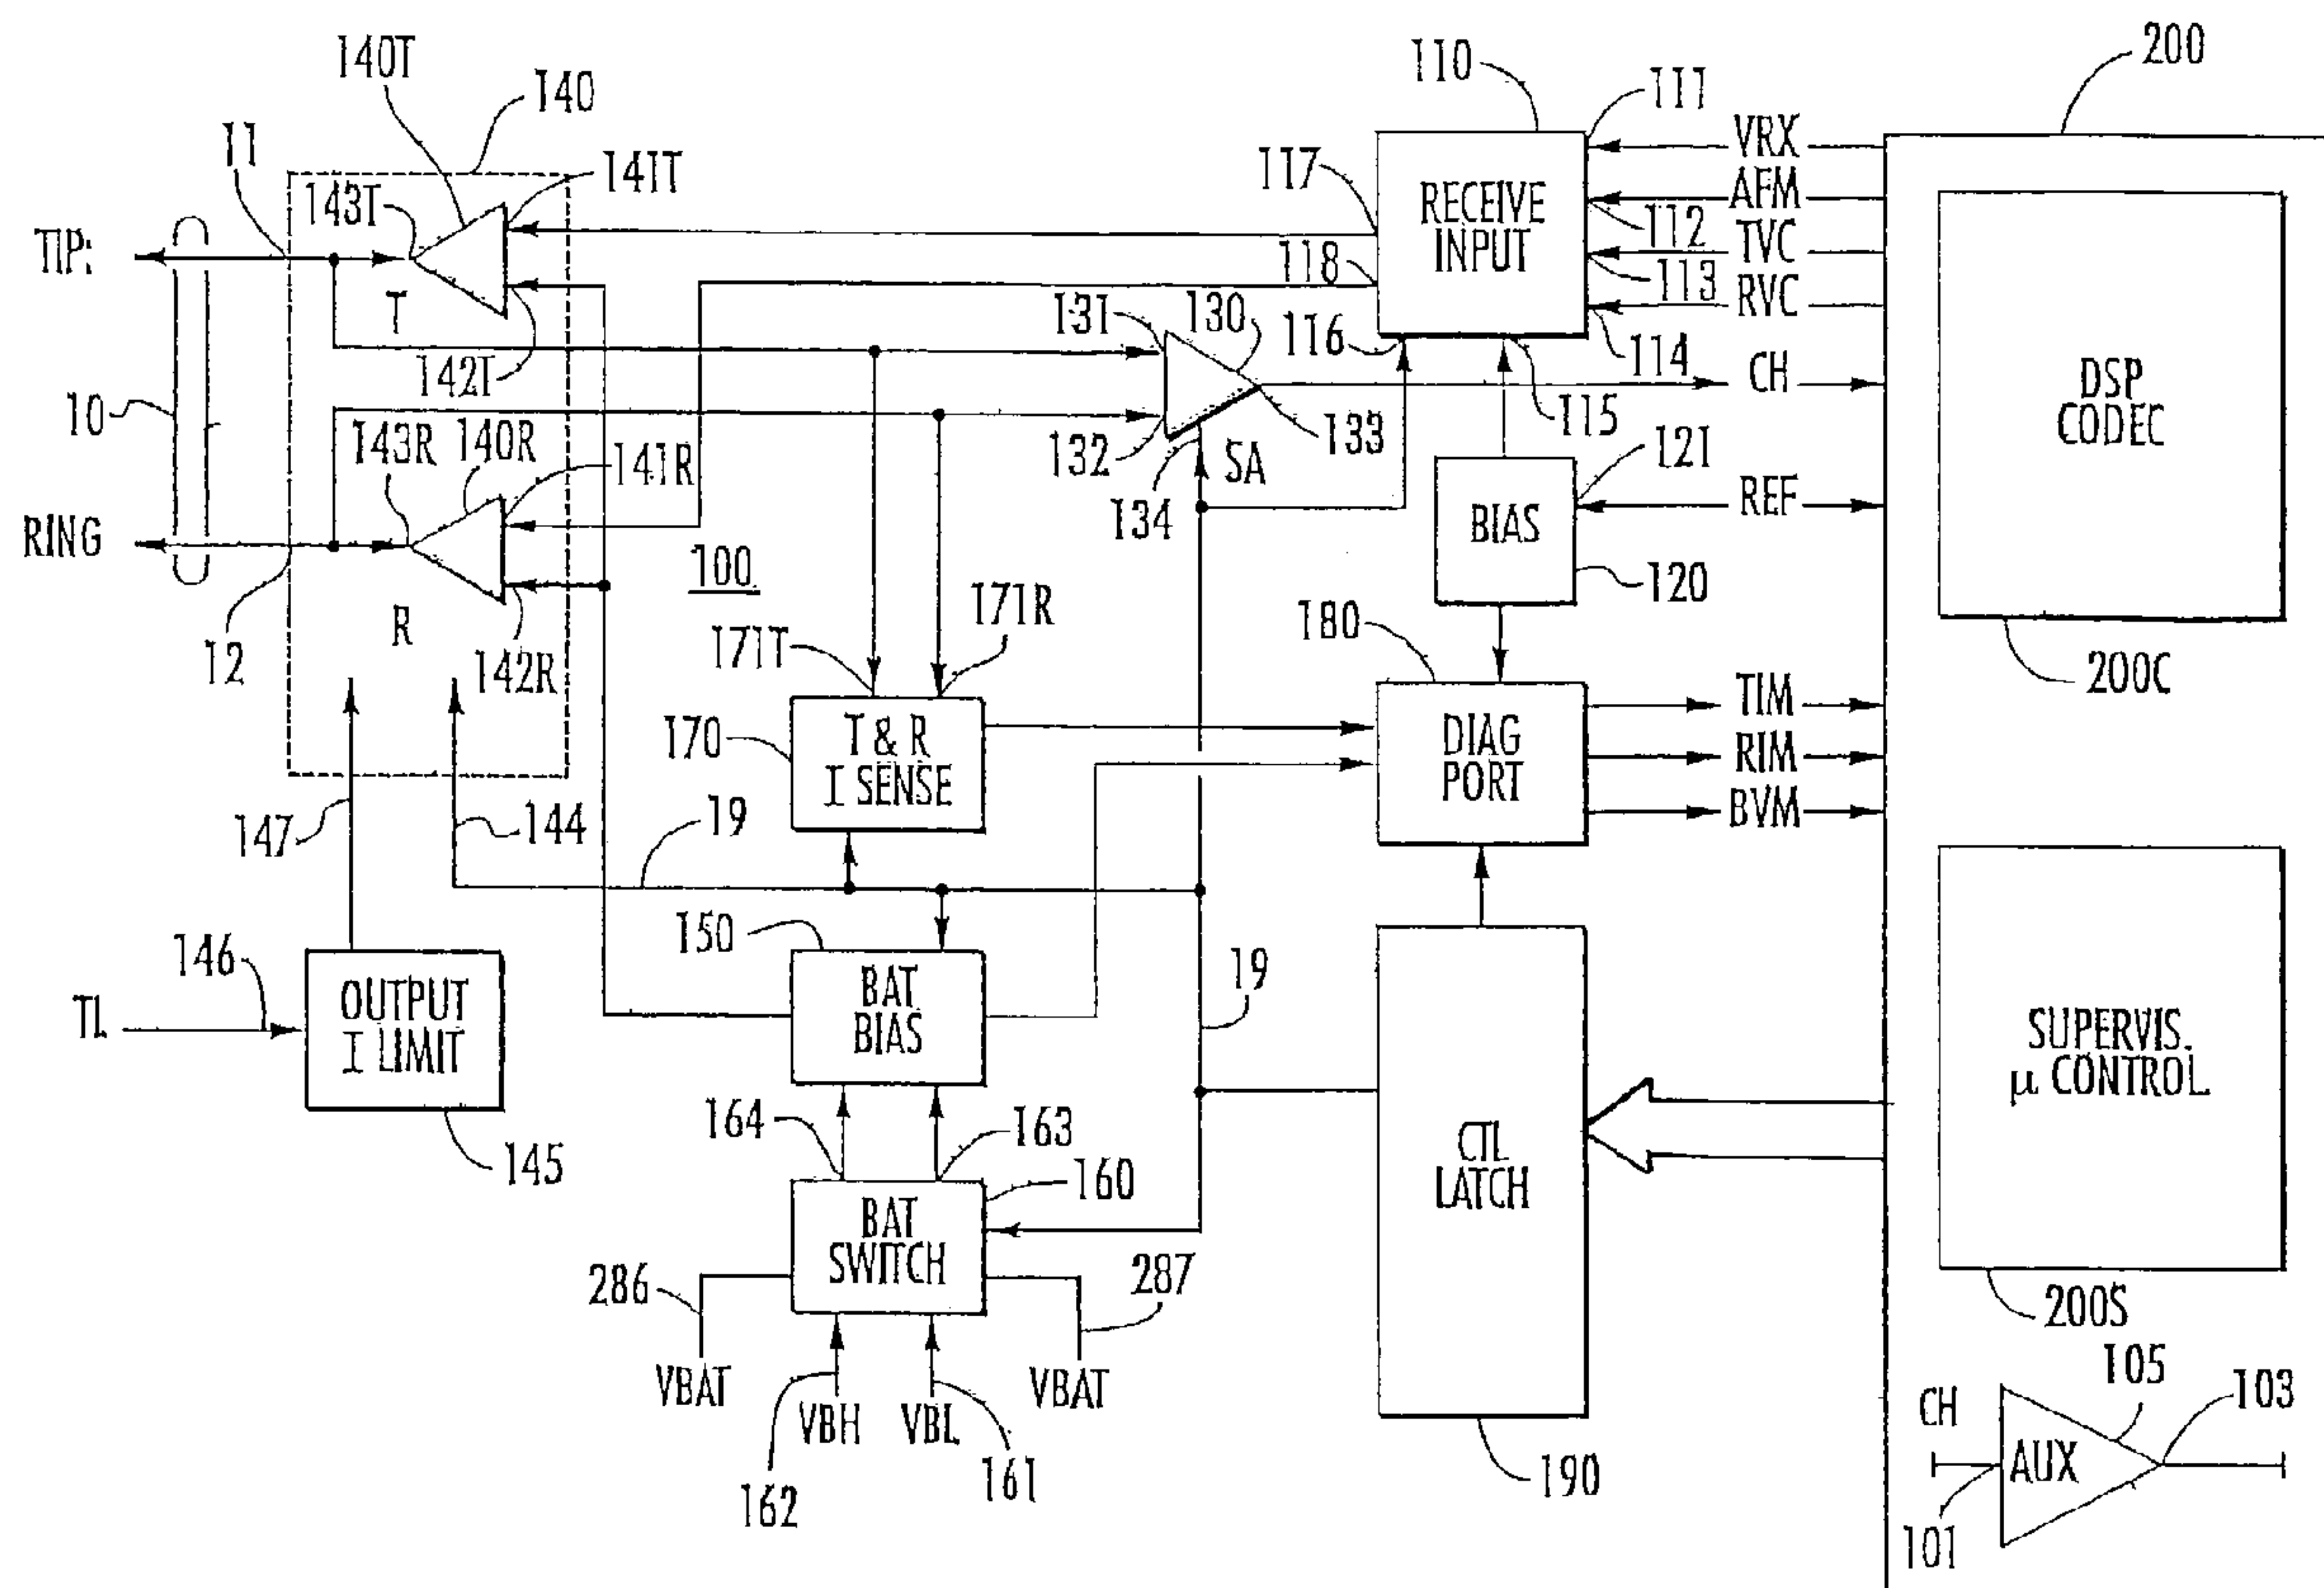 140T
140
110
111
200
11
143T
141T
117
VRX
AFM
TIP:
RECEIVE
INPUT
112
TVC
118
113
RVC
T
131
130
116
114
CH
142T
115
10
132
133
DSP
CODEC
143R
140R
141R
SA
121
134
REF
RING
100
BIAS
R
171R
120
12
171T
180
142R
200C
TIM
170
T & R
I SENSE
DIAG
PORT
RIM
BVM
147
144
19
150
146
19
TL
OUTPUT
I LIMIT
BAT
BIAS
SUPERVIS.
µ CONTROL
164
163
145
160
CTL
LATCH
BAT
SWITCH
286
287
200S
VBAT
VBAT
105
103
VBH
VBL
CH
161
AUX
162
190
101